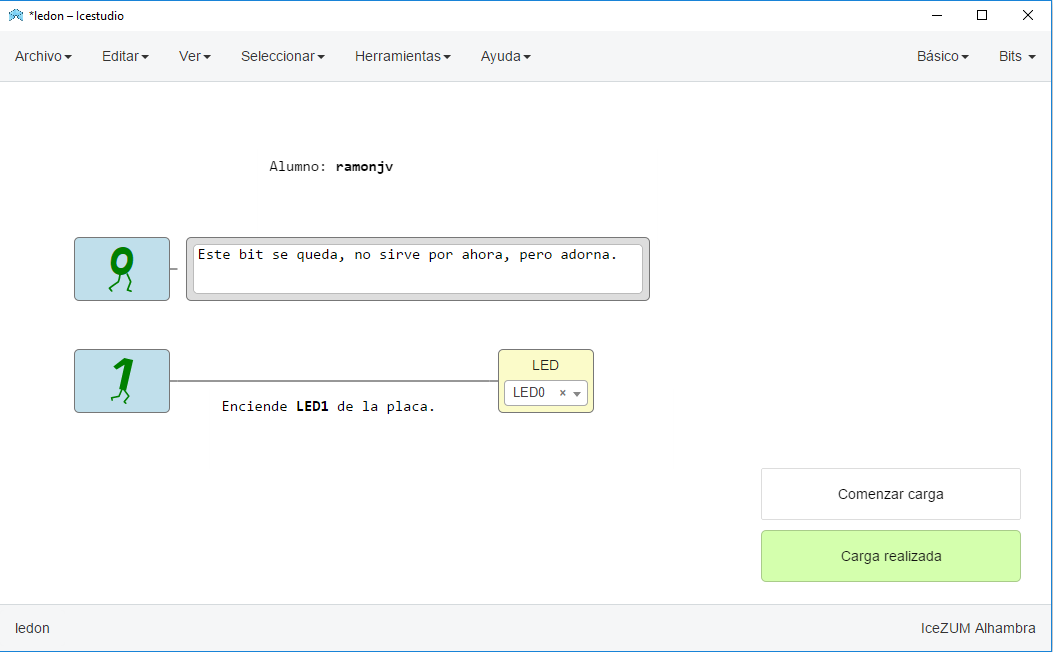 *ledon – Icestudio
Archivo Editar Ver Seleccionar Herramientas Ayuda Básico Bits
Alumno: ramonjv
0
Este bit se queda, no sirve por ahora, pero adorna.
1
LED
LED0 ×
Enciende LED1 de la placa.
Comenzar carga
Carga realizada
ledon IceZUM Alhambra